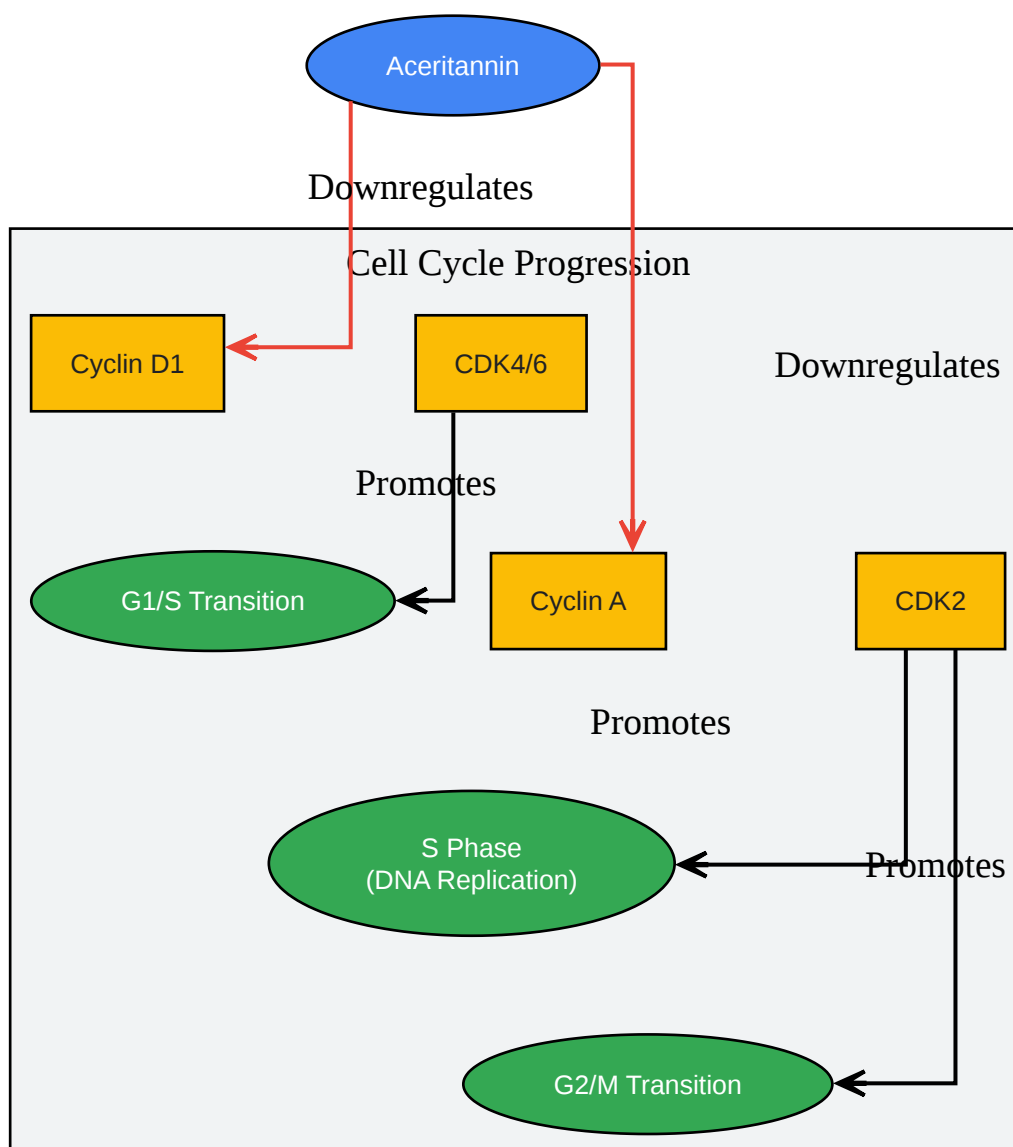 Aceritannin
Downregulates
Cell Cycle Progression
Cyclin D1
CDK4/6
Downregulates
Promotes
G1/S Transition
Cyclin A
CDK2
Promotes
S Phase
(DNA Replication)
Promotes
G2/M Transition